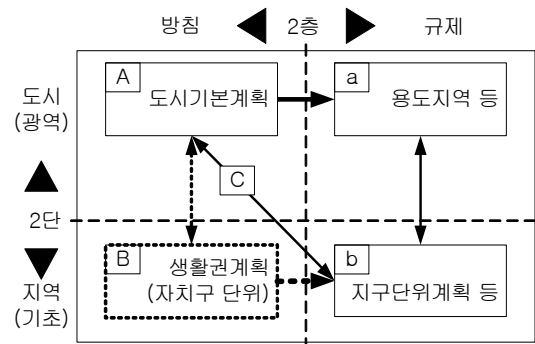 방침 ◀ 2층 ▶ 규제
A
도시기본계획
a
용도지역 등
도시
(광역)
▲
2단
▼
C
B
생활권계획
(자치구 단위)
b
지구단위계획 등
지역
(기초)